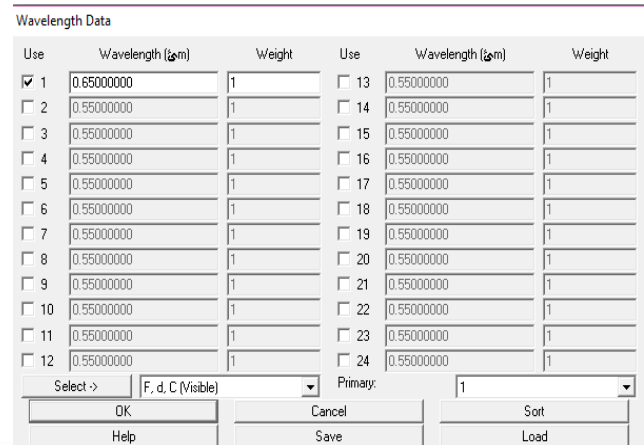 Wavelength Data
Use Wavelength (ﻊµm) Weight Use Wavelength (ﻊµm) Weight
1 0.65000000 1 13 0.55000000 1
2 0.55000000 1 14 0.55000000 1
3 0.55000000 1 15 0.55000000 1
4 0.55000000 1 16 0.55000000 1
5 0.55000000 1 17 0.55000000 1
6 0.55000000 1 18 0.55000000 1
7 0.55000000 1 19 0.55000000 1
8 0.55000000 1 20 0.55000000 1
9 0.55000000 1 21 0.55000000 1
10 0.55000000 1 22 0.55000000 1
11 0.55000000 1 23 0.55000000 1
12 0.55000000 1 24 0.55000000 1
Select -> F, d, C (Visible) Primary: 1
OK Cancel Sort
Help Save Load